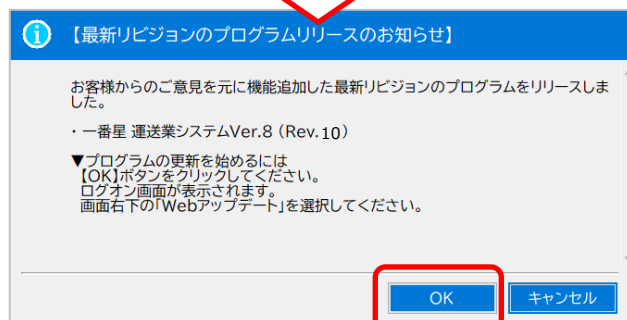 【最新リビジョンのプログラムリリースのお知らせ】
お客様からのご意見を元に機能追加した最新リビジョンのプログラムをリリースしま
した。
・一番星 運送業システムVer.8 (Rev.10)
▼プログラムの更新を始めるには
【OK】ボタンをクリックしてください。
ログオン画面が表示されます。
画面右下の「Webアップデート」を選択してください。
OK
キャンセル